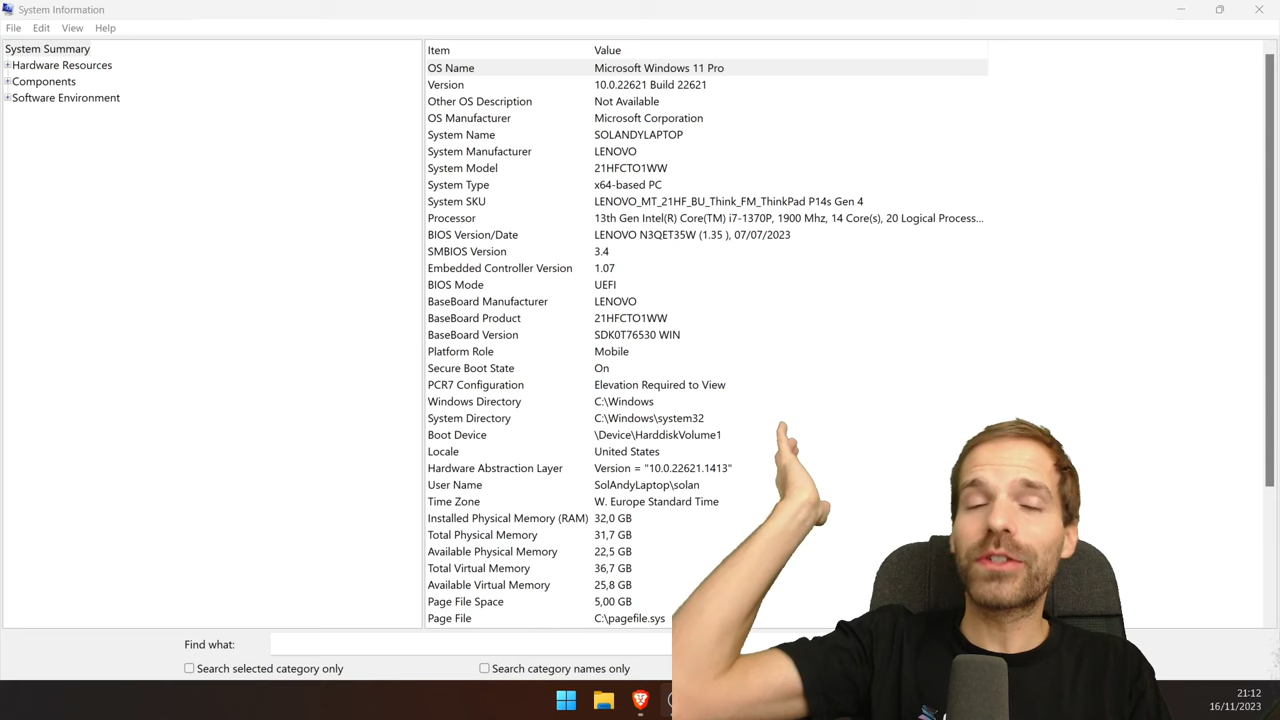 System Information
File Edit View Help
System Summary
Hardware Resources
Components
Software Environment
Item Value
OS Name Microsoft Windows 11 Pro
Version 10.0.22621 Build 22621
Other OS Description Not Available
OS Manufacturer Microsoft Corporation
System Name SOLANDYLAPTOP
System Manufacturer LENOVO
System Model 21HFCTO1WW
System Type x64-based PC
System SKU LENOVO_MT_21HF_BU_Think_FM_ThinkPad P14s Gen 4
Processor 13th Gen Intel(R) Core(TM) i7-1370P, 1900 Mhz, 14 Core(s), 20 Logical Process...
BIOS Version/Date LENOVO N3QET35W (1.35 ), 07/07/2023
SMBIOS Version 3.4
Embedded Controller Version 1.07
BIOS Mode UEFI
BaseBoard Manufacturer LENOVO
BaseBoard Product 21HFCTO1WW
BaseBoard Version SDK0T76530 WIN
Platform Role Mobile
Secure Boot State On
PCR7 Configuration Elevation Required to View
Windows Directory C:\Windows
System Directory C:\Windows\system32
Boot Device \Device\HarddiskVolume1
Locale United States
Hardware Abstraction Layer Version = "10.0.22621.1413"
User Name SolAndyLaptop\solan
Time Zone W. Europe Standard Time
Installed Physical Memory (RAM) 32,0 GB
Total Physical Memory 31,7 GB
Available Physical Memory 22,5 GB
Total Virtual Memory 36,7 GB
Available Virtual Memory 25,8 GB
Page File Space 5,00 GB
Page File C:\pagefile.sys
Find what:
Search selected category only Search category names only
21:12
16/11/2023